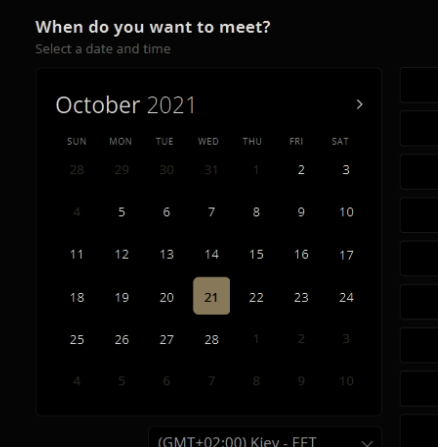 When do you want to meet?
Select a date and time
October 2021
SUN MON TUE WED THU FRI SAT
28 29 30 31 1 2 3
4 5 6 7 8 9 10
11 12 13 14 15 16 17
18 19 20 21 22 23 24
25 26 27 28 1 2 3
4 5 6 7 8 9 10
(GMT+02:00) Kiev - EET